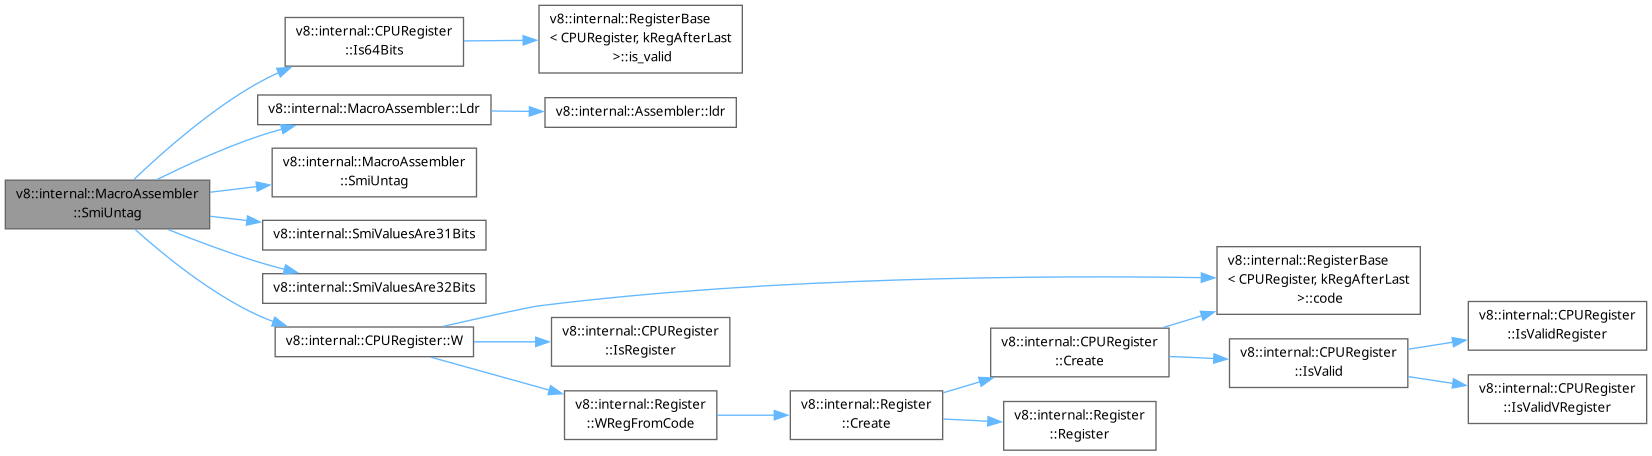 v8::internal::CPURegister
::Is64Bits
v8::internal::RegisterBase
< CPURegister, kRegAfterLast
>::is_valid
v8::internal::MacroAssembler::Ldr
v8::internal::Assembler::ldr
v8::internal::MacroAssembler
::SmiUntag
v8::internal::MacroAssembler
::SmiUntag
v8::internal::SmiValuesAre31Bits
v8::internal::SmiValuesAre32Bits
v8::internal::CPURegister::W
v8::internal::RegisterBase
< CPURegister, kRegAfterLast
>::code
v8::internal::CPURegister
::IsRegister
v8::internal::Register
::WRegFromCode
v8::internal::Register
::Create
v8::internal::CPURegister
::Create
v8::internal::Register
::Register
v8::internal::CPURegister
::IsValid
v8::internal::CPURegister
::IsValidRegister
v8::internal::CPURegister
::IsValidVRegister